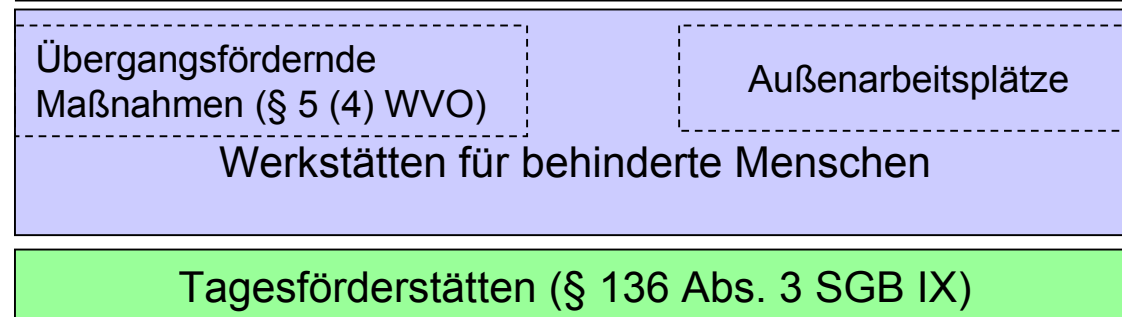 Übergangsfördernde
Maßnahmen (§ 5 (4) WVO)
Außenarbeitsplätze
Werkstätten für behinderte Menschen
Tagesförderstätten (§ 136 Abs. 3 SGB IX)